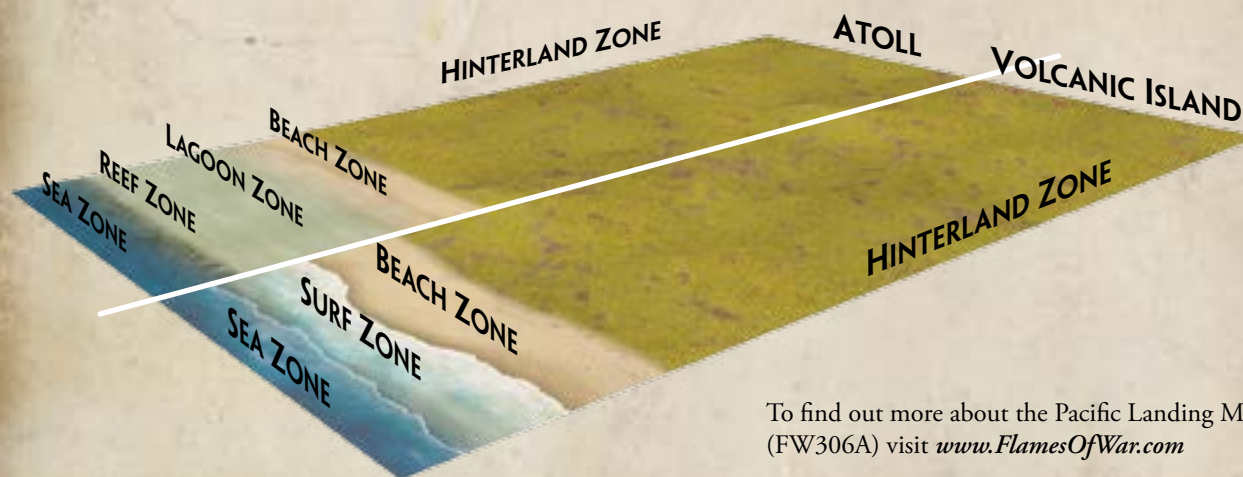 HINTERLAND ZONE
ATOLL
VOLCANIC ISLAND
BEACH ZONE
LAGOON ZONE
REEF ZONE
SEA ZONE
HINTERLAND ZONE
BEACH ZONE
SURF ZONE
SEA ZONE
To find out more about the Pacific Landing M
(FW306A) visit www.FlamesOfWar.com